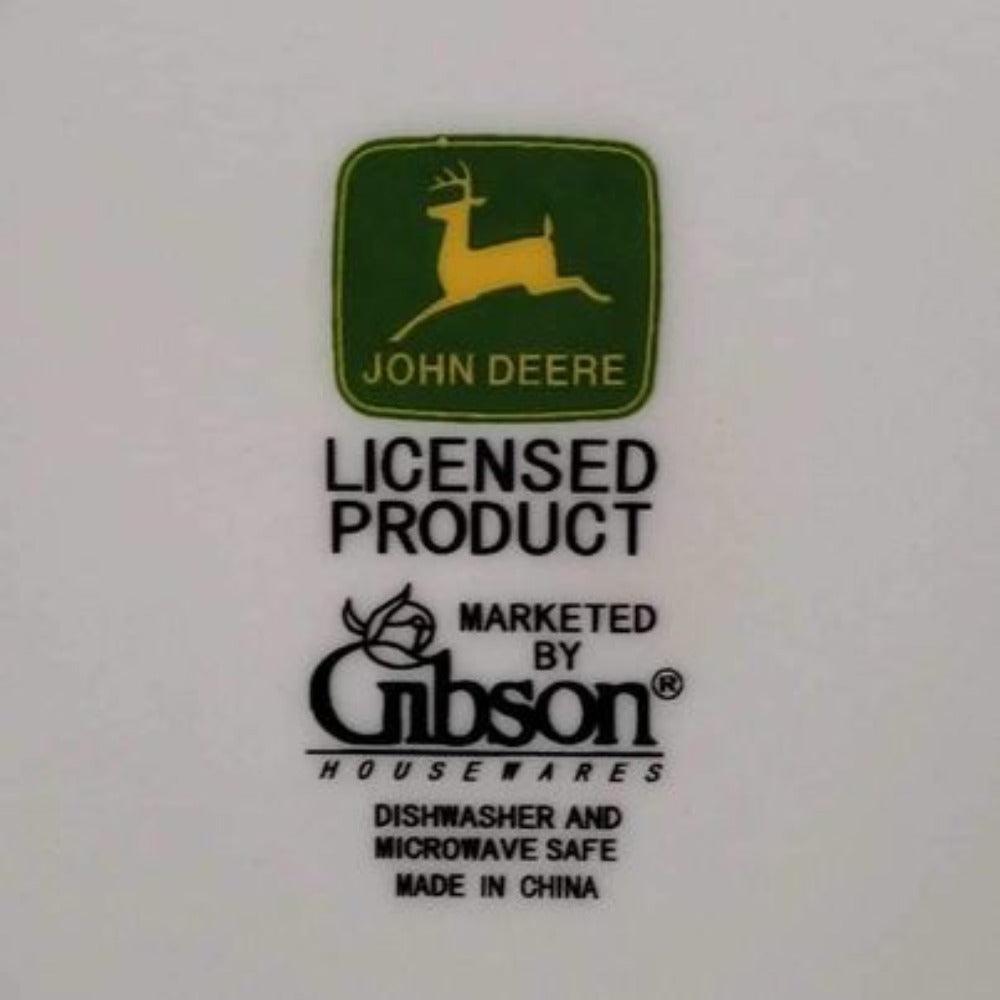 JOHN DEERE
LICENSED
PRODUCT
MARKETED
BY
Gibson®
HOUSEWARES
DISHWASHER AND
MICROWAVE SAFE
MADE IN CHINA